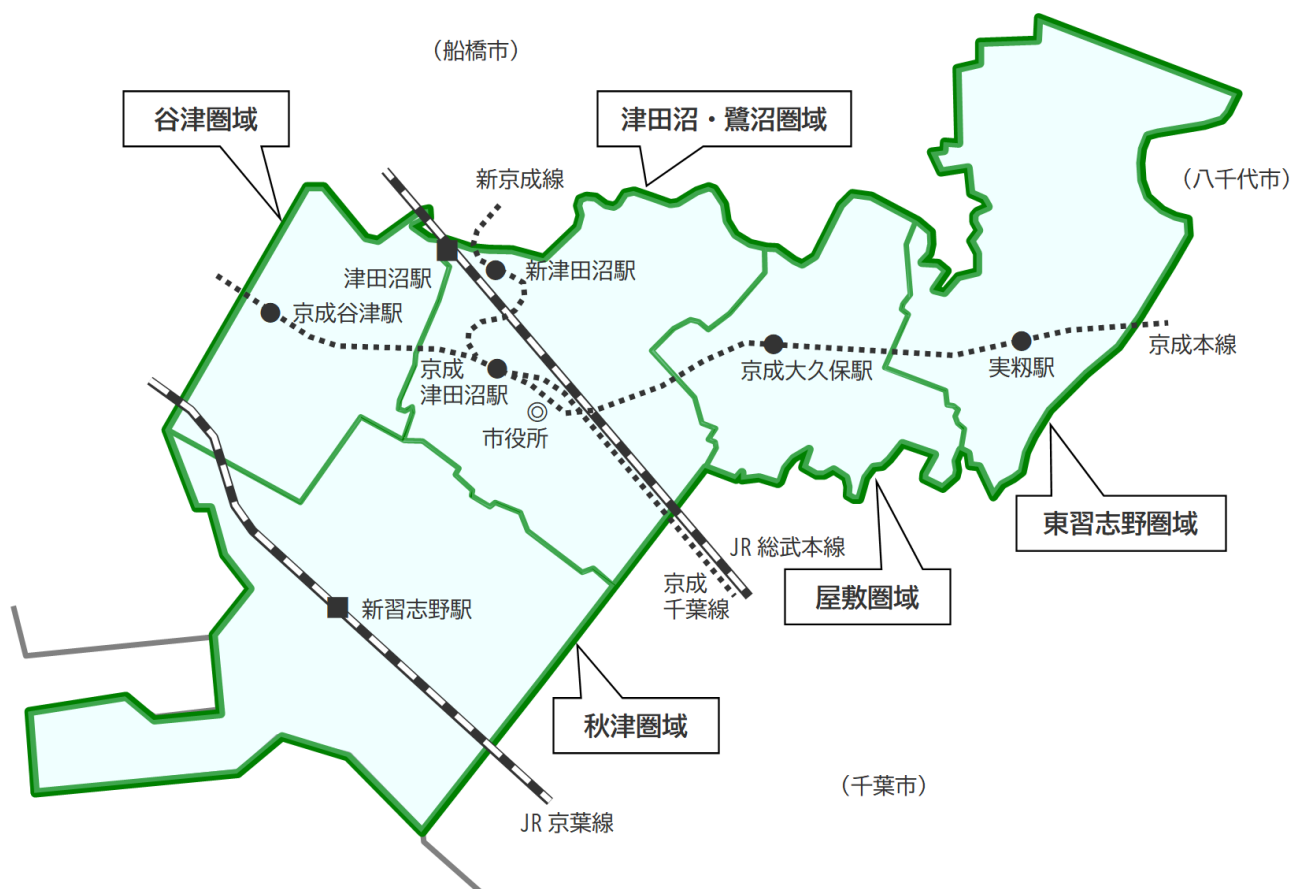 （船橋市）
谷津圏域
津田沼・鷺沼圏域
新京成線
（八千代市）
津田沼駅
新津田沼駅
京成谷津駅
京成本線
京成
津田沼駅
京成大久保駅
実籾駅
市役所
東習志野圏域
JR 総武本線
京成
千葉線
屋敷圏域
新習志野駅
秋津圏域
（千葉市）
JR 京葉線